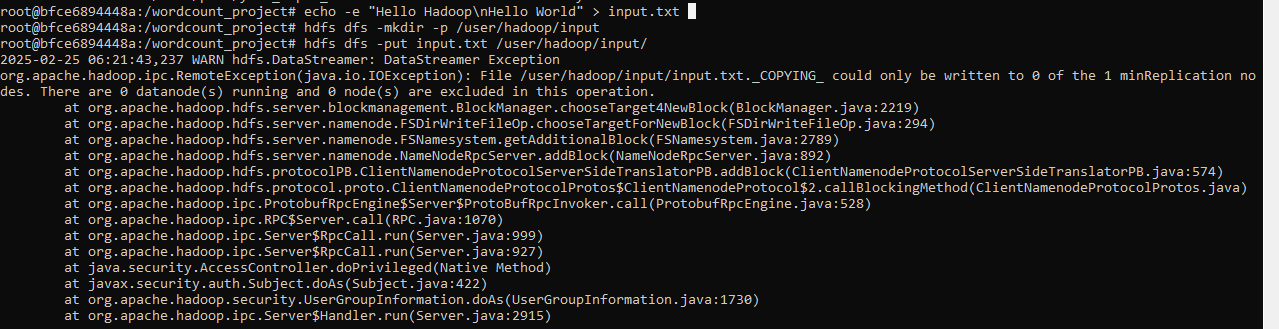 root@bfce6894448a:/wordcount_project# echo -e "Hello Hadoop\nHello World" > input.txt
root@bfce6894448a:/wordcount_project# hdfs dfs -mkdir -p /user/hadoop/input
root@bfce6894448a:/wordcount_project# hdfs dfs -put input.txt /user/hadoop/input/
2025-02-25 06:21:43,237 WARN hdfs.DataStreamer: DataStreamer Exception
org.apache.hadoop.ipc.RemoteException(java.io.IOException): File /user/hadoop/input/input.txt._COPYING_ could only be written to 0 of the 1 minReplication no
des. There are 0 datanode(s) running and 0 node(s) are excluded in this operation.
at org.apache.hadoop.hdfs.server.blockmanagement.BlockManager.chooseTarget4NewBlock(BlockManager.java:2219)
at org.apache.hadoop.hdfs.server.namenode.FSDirWriteFileOp.chooseTargetForNewBlock(FSDirWriteFileOp.java:294)
at org.apache.hadoop.hdfs.server.namenode.FSNamesystem.getAdditionalBlock(FSNamesystem.java:2789)
at org.apache.hadoop.hdfs.server.namenode.NameNodeRpcServer.addBlock(NameNodeRpcServer.java:892)
at org.apache.hadoop.hdfs.protocolPB.ClientNamenodeProtocolServerSideTranslatorPB.addBlock(ClientNamenodeProtocolServerSideTranslatorPB.java:574)
at org.apache.hadoop.hdfs.protocol.proto.ClientNamenodeProtocolProtos$ClientNamenodeProtocol$2.callBlockingMethod(ClientNamenodeProtocolProtos.java)
at org.apache.hadoop.ipc.ProtobufRpcEngine$Server$ProtoBufRpcInvoker.call(ProtobufRpcEngine.java:528)
at org.apache.hadoop.ipc.RPC$Server.call(RPC.java:1070)
at org.apache.hadoop.ipc.Server$RpcCall.run(Server.java:999)
at org.apache.hadoop.ipc.Server$RpcCall.run(Server.java:927)
at java.security.AccessController.doPrivileged(Native Method)
at javax.security.auth.Subject.doAs(Subject.java:422)
at org.apache.hadoop.security.UserGroupInformation.doAs(UserGroupInformation.java:1730)
at org.apache.hadoop.ipc.Server$Handler.run(Server.java:2915)